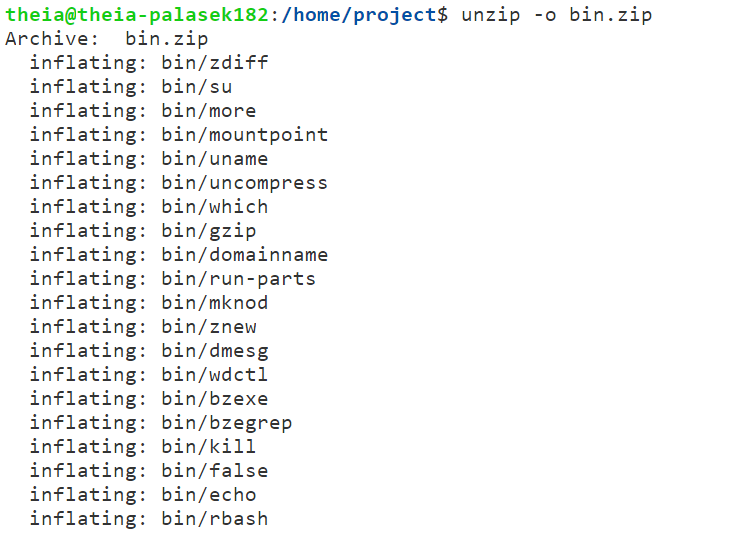 theia@theia-palasek182:/home/project$ unzip -o bin.zip
Archive:  bin.zip
  inflating: bin/zdiff
  inflating: bin/su
  inflating: bin/more
  inflating: bin/mountpoint
  inflating: bin/uname
  inflating: bin/uncompress
  inflating: bin/which
  inflating: bin/gzip
  inflating: bin/domainname
  inflating: bin/run-parts
  inflating: bin/mknod
  inflating: bin/znew
  inflating: bin/dmesg
  inflating: bin/wdctl
  inflating: bin/bzexe
  inflating: bin/bzegrep
  inflating: bin/kill
  inflating: bin/false
  inflating: bin/echo
  inflating: bin/rbash